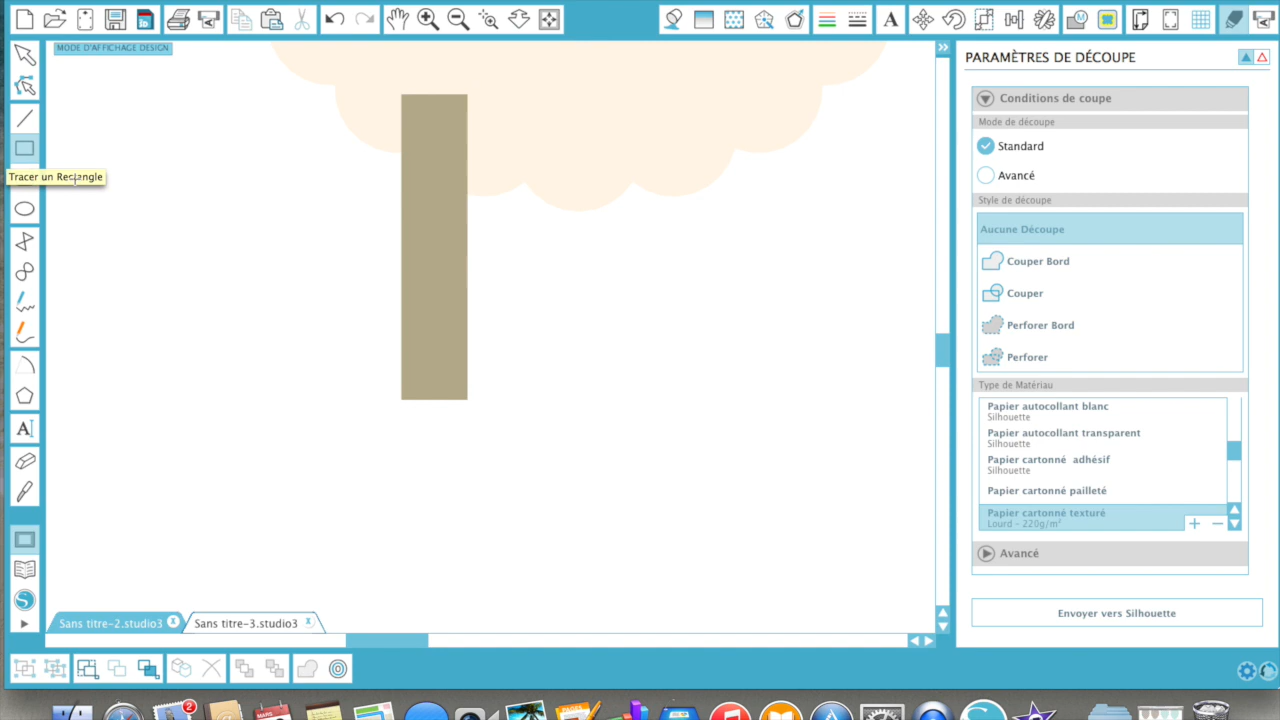 MODE D'AFFICHAGE DESIGN
Tracer un Rectangle
A
A
PARAMÈTRES DE DÉCOUPE
Conditions de coupe
Mode de découpe
Standard
Avancé
Style de découpe
Aucune Découpe
Couper Bord
Couper
Perforer Bord
Perforer
Type de Matériau
Papier autocollant blanc
Silhouette
Papier autocollant transparent
Silhouette
Papier cartonné adhésif
Silhouette
Papier cartonné pailleté
Papier cartonné texturé
Lourd - 220g/m²
Avancé
Envoyer vers Silhouette
Sans titre-2.studio3 x
Sans titre-3.studio3 x
2
MARS
PAGES